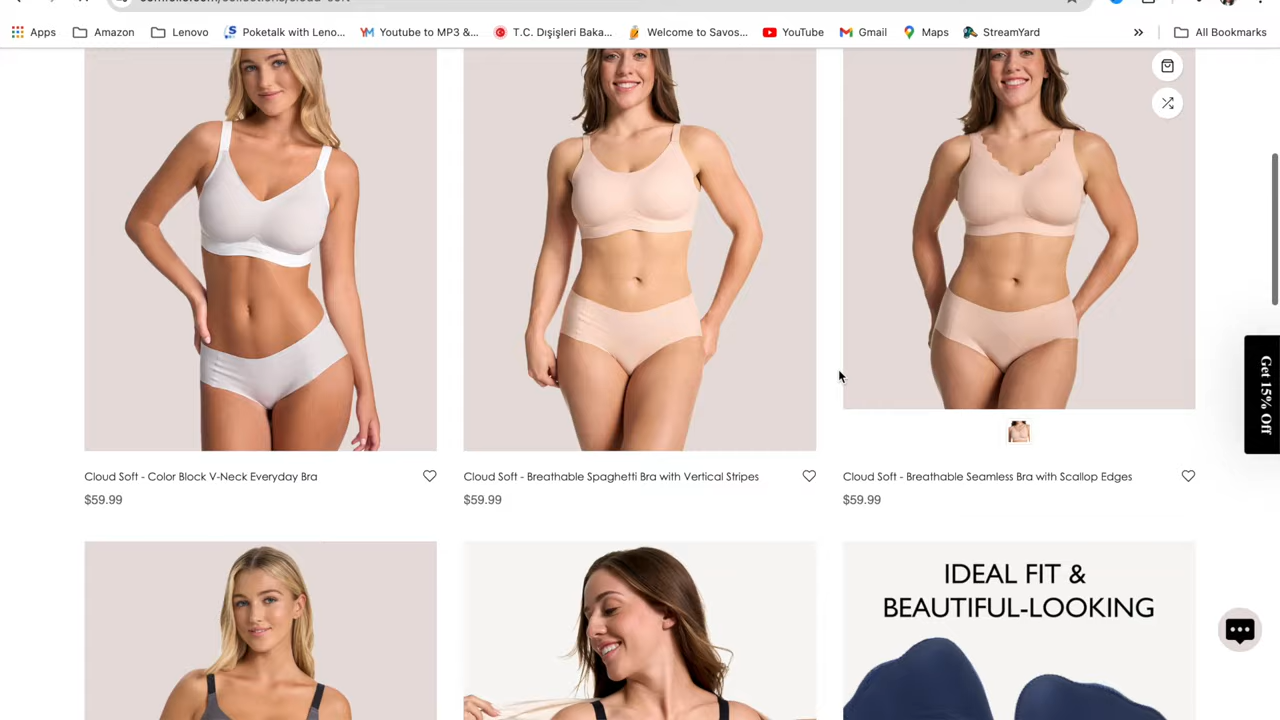 Apps
Amazon
Lenovo
Poketalk with Leno...
Youtube to MP3 &...
T.C. Dışişleri Baka...
Welcome to Savos...
YouTube
Gmail
Maps
StreamYard
»
All Bookmarks
Get 15% Off
Cloud Soft - Color Block V-Neck Everyday Bra
$59.99
Cloud Soft - Breathable Spaghetti Bra with Vertical Stripes
$59.99
Cloud Soft - Breathable Seamless Bra with Scallop Edges
$59.99
IDEAL FIT &
BEAUTIFUL-LOOKING